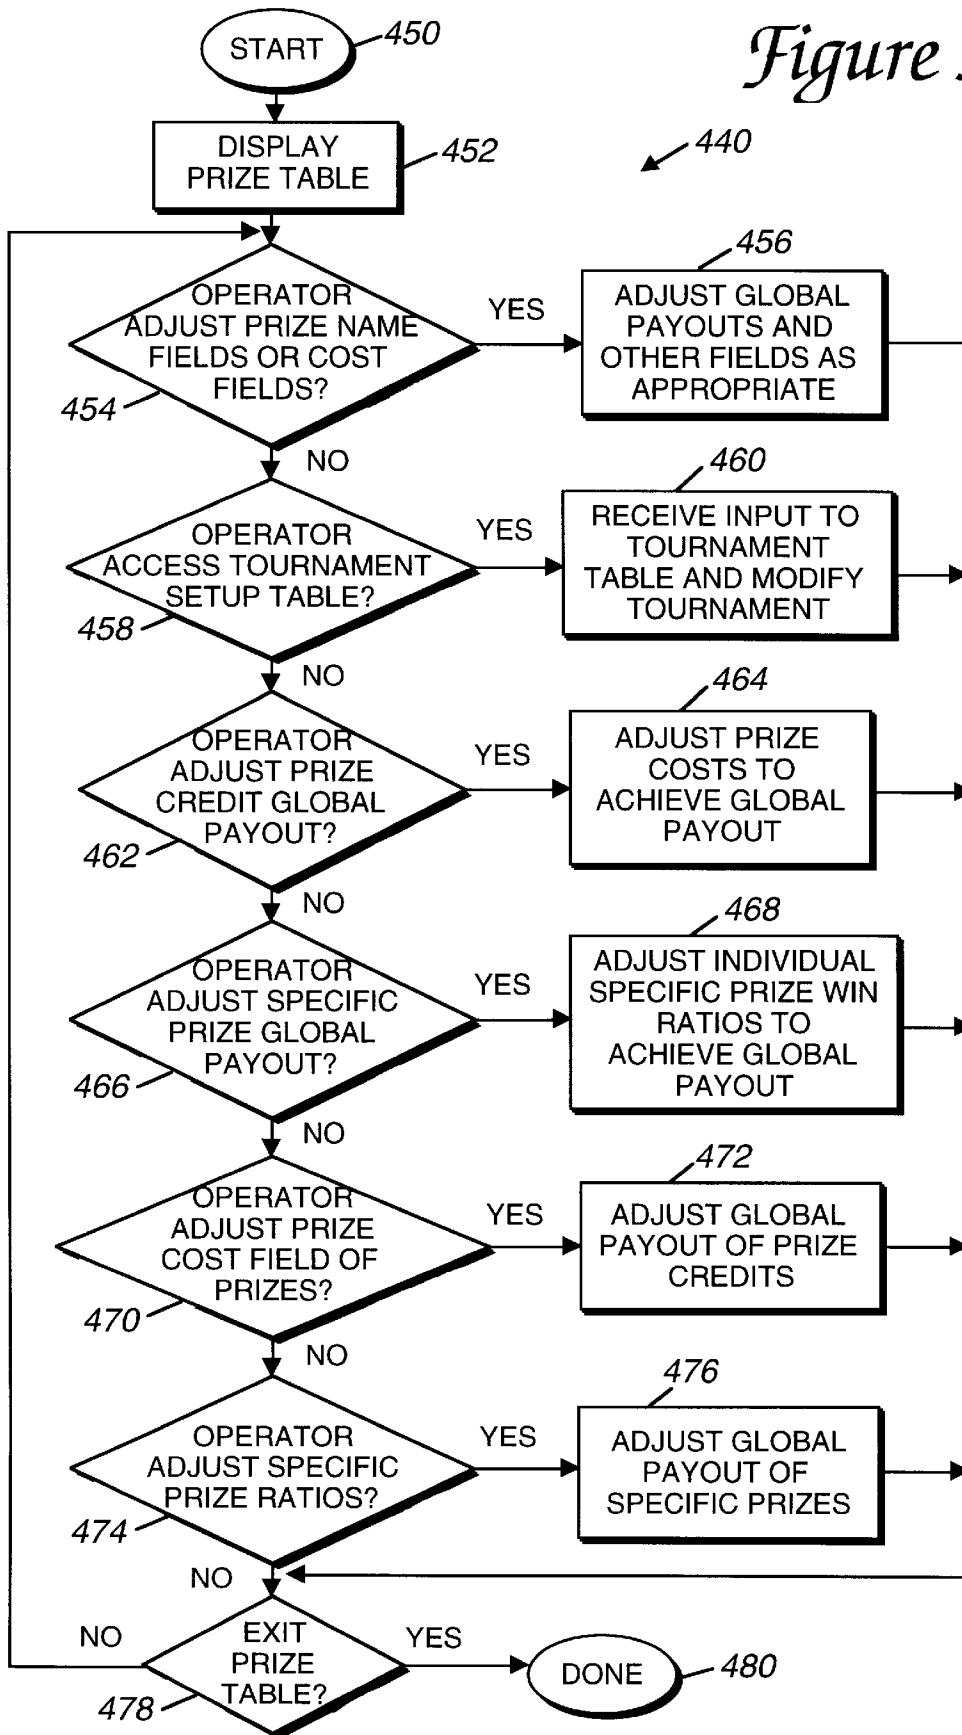 START
450
Figure
DISPLAY
PRIZE TABLE
452
440
OPERATOR
ADJUST PRIZE NAME
FIELDS OR COST
FIELDS?
454
YES
456
ADJUST GLOBAL
PAYOUTS AND
OTHER FIELDS AS
APPROPRIATE
NO
OPERATOR
ACCESS TOURNAMENT
SETUP TABLE?
458
YES
460
RECEIVE INPUT TO
TOURNAMENT
TABLE AND MODIFY
TOURNAMENT
NO
OPERATOR
ADJUST PRIZE
CREDIT GLOBAL
PAYOUT?
462
YES
464
ADJUST PRIZE
COSTS TO
ACHIEVE GLOBAL
PAYOUT
NO
OPERATOR
ADJUST SPECIFIC
PRIZE GLOBAL
PAYOUT?
466
YES
468
ADJUST INDIVIDUAL
SPECIFIC PRIZE WIN
RATIOS TO
ACHIEVE GLOBAL
PAYOUT
NO
OPERATOR
ADJUST PRIZE
COST FIELD OF
PRIZES?
470
YES
472
ADJUST GLOBAL
PAYOUT OF PRIZE
CREDITS
NO
OPERATOR
ADJUST SPECIFIC
PRIZE RATIOS?
474
YES
476
ADJUST GLOBAL
PAYOUT OF
SPECIFIC PRIZES
NO
EXIT
PRIZE
TABLE?
478
NO
YES
DONE
480